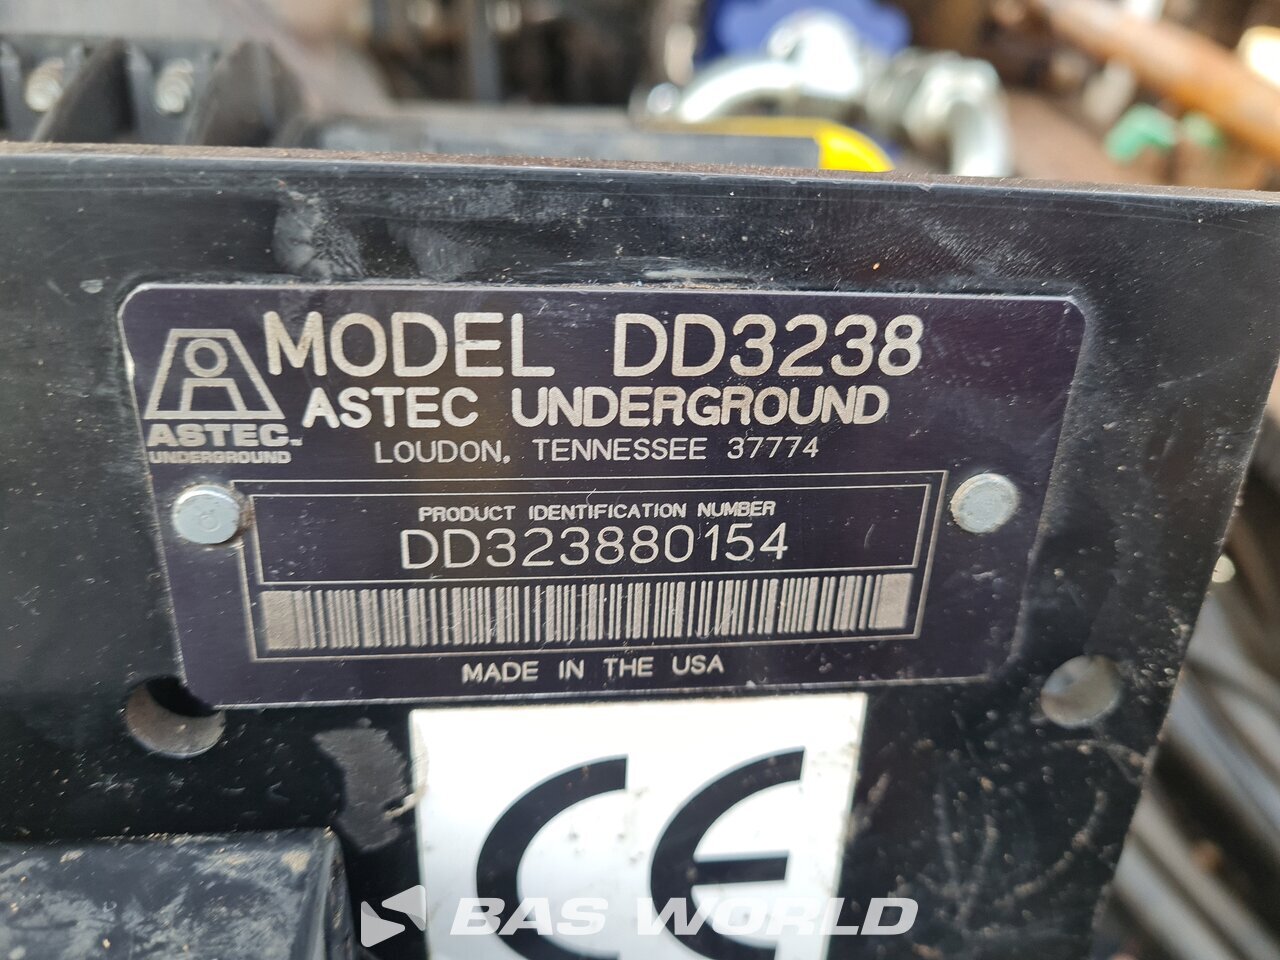 MODEL DD3238
ASTEC UNDERGROUND
ASTEC™
UNDERGROUND
LOUDON, TENNESSEE 37774
PRODUCT IDENTIFICATION NUMBER
DD323880154
MADE IN THE USA
CE
BAS WORLD